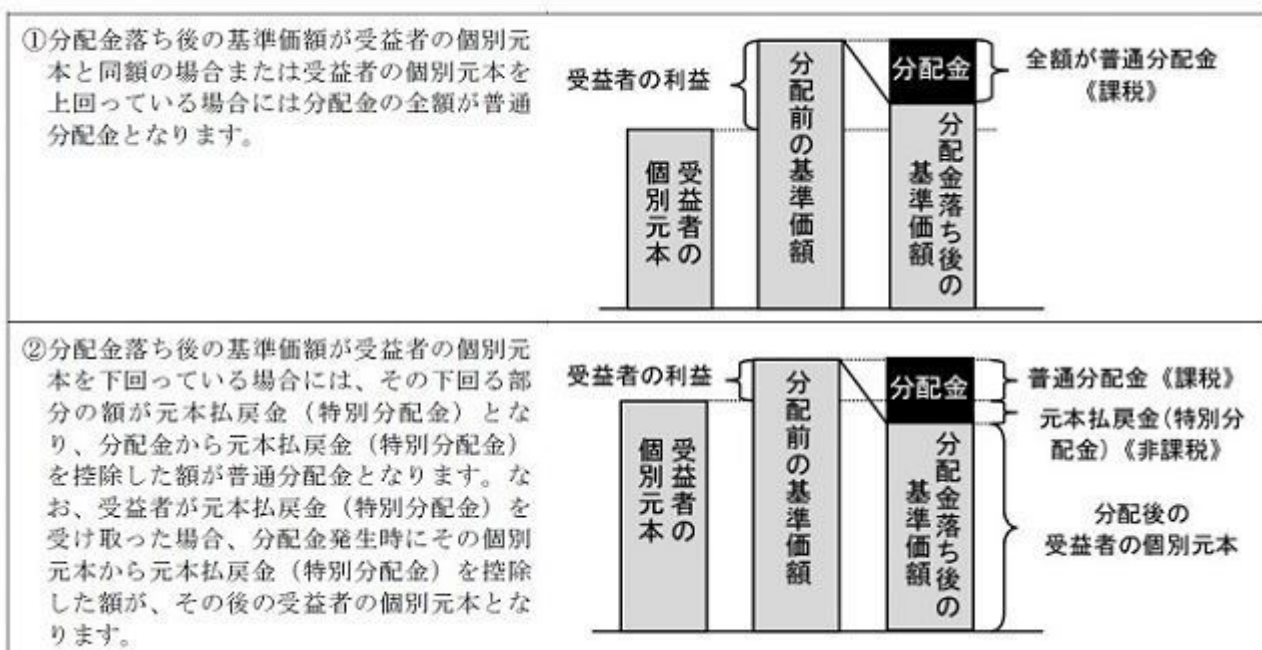 ①分配金落ち後の基準価額が受益者の個別元
本と同額の場合または受益者の個別元本を
上回っている場合には分配金の全額が普通
分配金となります。
受益者の利益
受益者の
個別元本
分配前の基準価額
分配金
分配金落ち後の
基準価額
全額が普通分配金
《課税》
②分配金落ち後の基準価額が受益者の個別元
本を下回っている場合には、その下回る部
分の額が元本払戻金（特別分配金）とな
り、分配金から元本払戻金（特別分配金）
を控除した額が普通分配金となります。な
お、受益者が元本払戻金（特別分配金）を
受け取った場合、分配金発生時にその個別
元本から元本払戻金（特別分配金）を控除
した額が、その後の受益者の個別元本とな
ります。
受益者の利益
受益者の
個別元本
分配前の基準価額
分配金
分配金落ち後の
基準価額
普通分配金《課税》
元本払戻金(特別分
配金)《非課税》
分配後の
受益者の個別元本